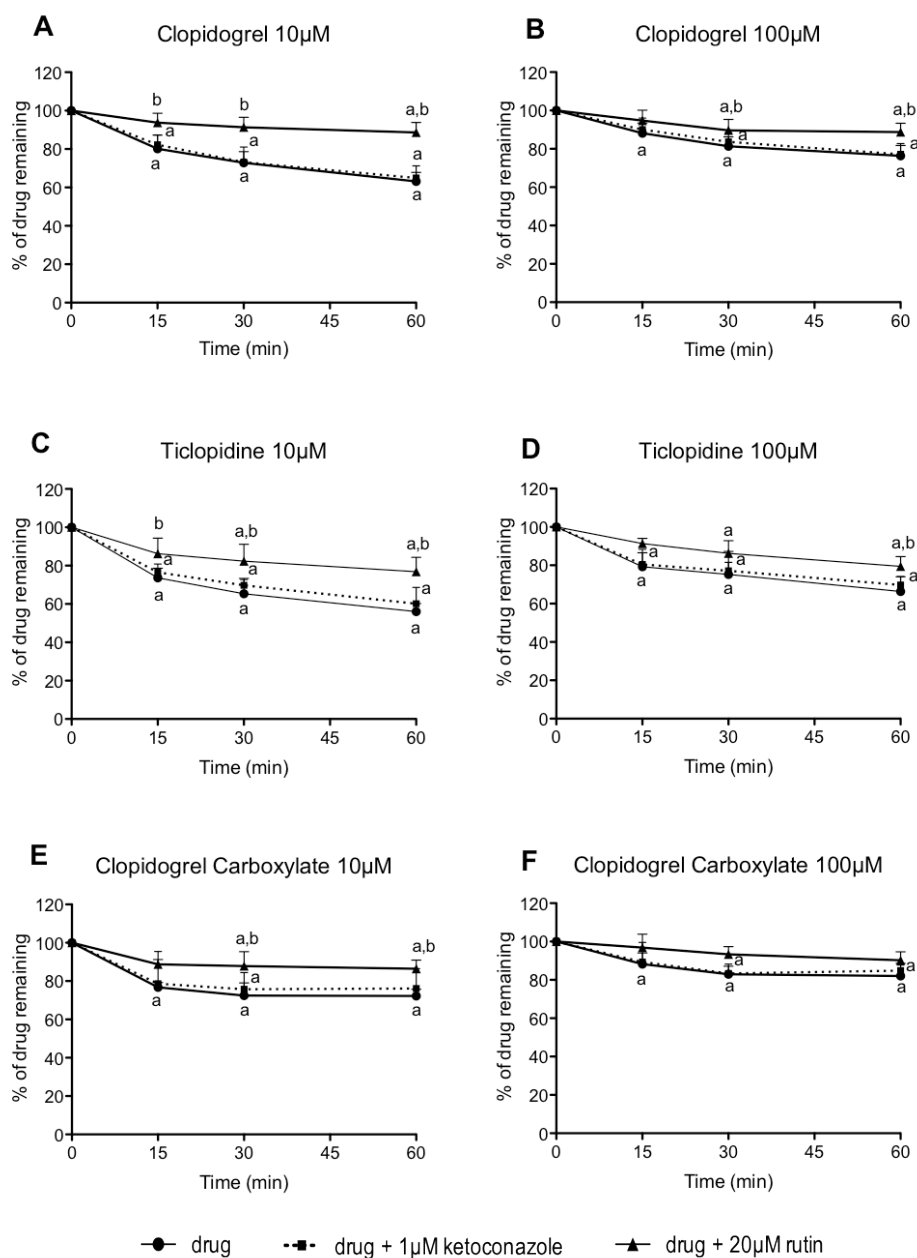 A
Clopidogrel 10µM
% of drug remaining
120
100
80
60
40
20
0
b
b
a,b
a
a
a
a
a
a
0 15 30 45 60
Time (min)
B
Clopidogrel 100µM
% of drug remaining
120
100
80
60
40
20
0
a,b
a,b
a
a
a
a
a
0 15 30 45 60
Time (min)
C
Ticlopidine 10µM
% of drug remaining
120
100
80
60
40
20
0
b
a,b
a,b
a
a
a
a
a
a
0 15 30 45 60
Time (min)
D
Ticlopidine 100µM
% of drug remaining
120
100
80
60
40
20
0
a
a,b
a
a
a
a
a
a
0 15 30 45 60
Time (min)
E
Clopidogrel Carboxylate 10µM
% of drug remaining
120
100
80
60
40
20
0
a,b
a,b
a
a
a
a
0 15 30 45 60
Time (min)
F
Clopidogrel Carboxylate 100µM
% of drug remaining
120
100
80
60
40
20
0
a
a
a
a
a
0 15 30 45 60
Time (min)
drug drug + 1µM ketoconazole drug + 20µM rutin